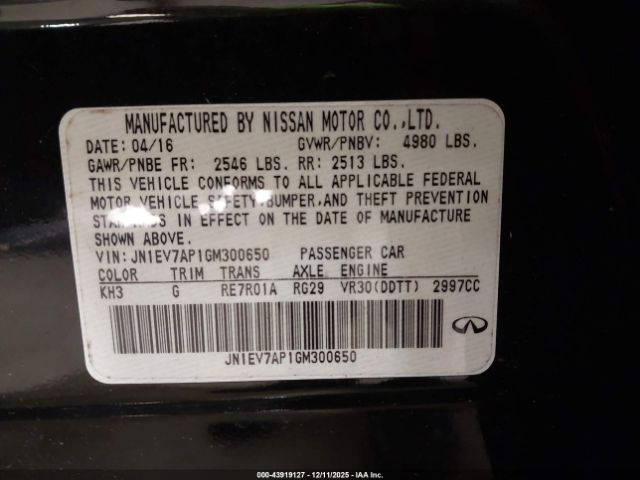 MANUFACTURED BY NISSAN MOTOR CO.,LTD.
DATE: 04/16 GVWR/PNBV: 4980 LBS.
GAWR/PNBE FR: 2546 LBS. RR: 2513 LBS.
THIS VEHICLE CONFORMS TO ALL APPLICABLE FEDERAL
MOTOR VEHICLE SAFETY,BUMPER,AND THEFT PREVENTION
STANDARDS IN EFFECT ON THE DATE OF MANUFACTURE
SHOWN ABOVE.
VIN: JN1EV7AP1GM300650 PASSENGER CAR
COLOR TRIM TRANS AXLE ENGINE
KH3 G RE7R01A RG29 VR30(DDTT) 2997CC
JN1EV7AP1GM300650
INFINITI
000-43919127 - 12/11/2025 - IAA Inc.